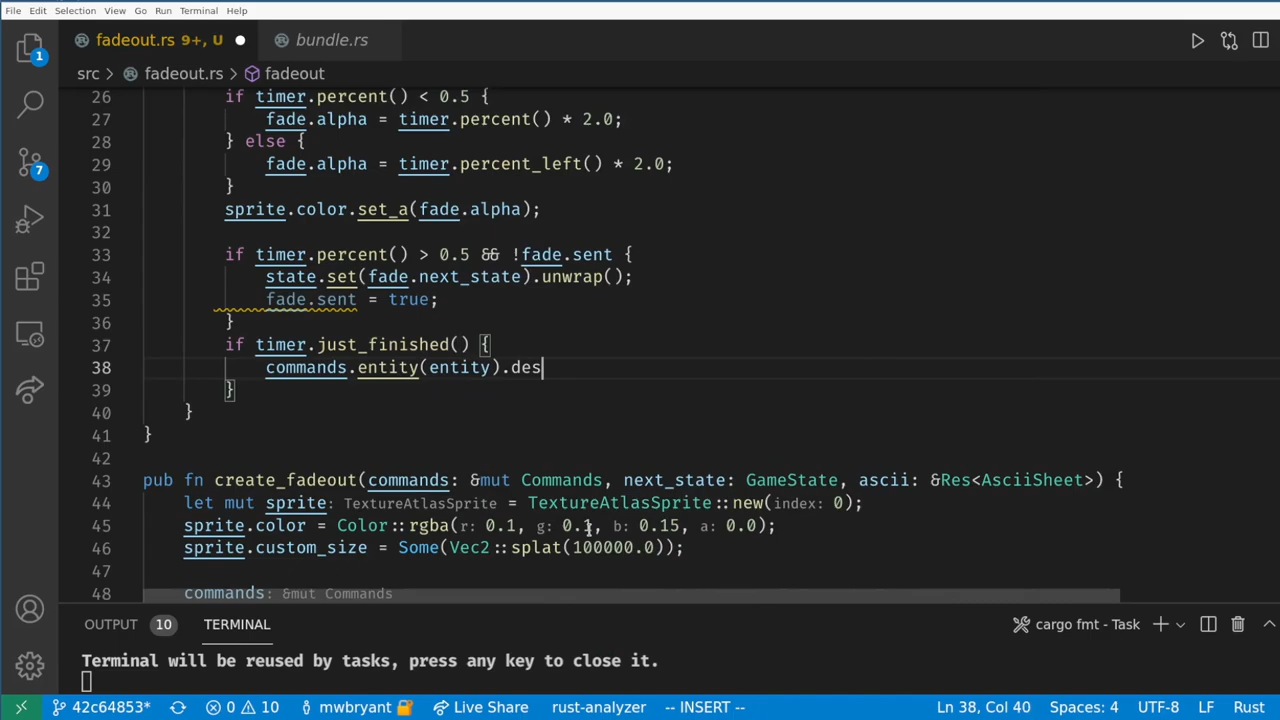 File Edit Selection View Go Run Terminal Help
fadeout.rs 9+, U bundle.rs
src > fadeout.rs > fadeout
26 if timer.percent() < 0.5 {
27 fade.alpha = timer.percent() * 2.0;
28 } else {
29 fade.alpha = timer.percent_left() * 2.0;
30 }
31 sprite.color.set_a(fade.alpha);
32
33 if timer.percent() > 0.5 && !fade.sent {
34 state.set(fade.next_state).unwrap();
35 fade.sent = true;
36 }
37 if timer.just_finished() {
38 commands.entity(entity).des
39 }
40 }
41 }
42
43 pub fn create_fadeout(commands: &mut Commands, next_state: GameState, ascii: &Res<AsciiSheet>) {
44 let mut sprite: TextureAtlasSprite = TextureAtlasSprite::new(index: 0);
45 sprite.color = Color::rgba(r: 0.1, g: 0.1, b: 0.15, a: 0.0);
46 sprite.custom_size = Some(Vec2::splat(100000.0));
47
48 commands: &mut Commands
1
7
OUTPUT 10 TERMINAL cargo fmt - Task
Terminal will be reused by tasks, press any key to close it.
42c64853* 0 10 mwbryant Live Share rust-analyzer -- INSERT -- Ln 38, Col 40 Spaces: 4 UTF-8 LF Rust